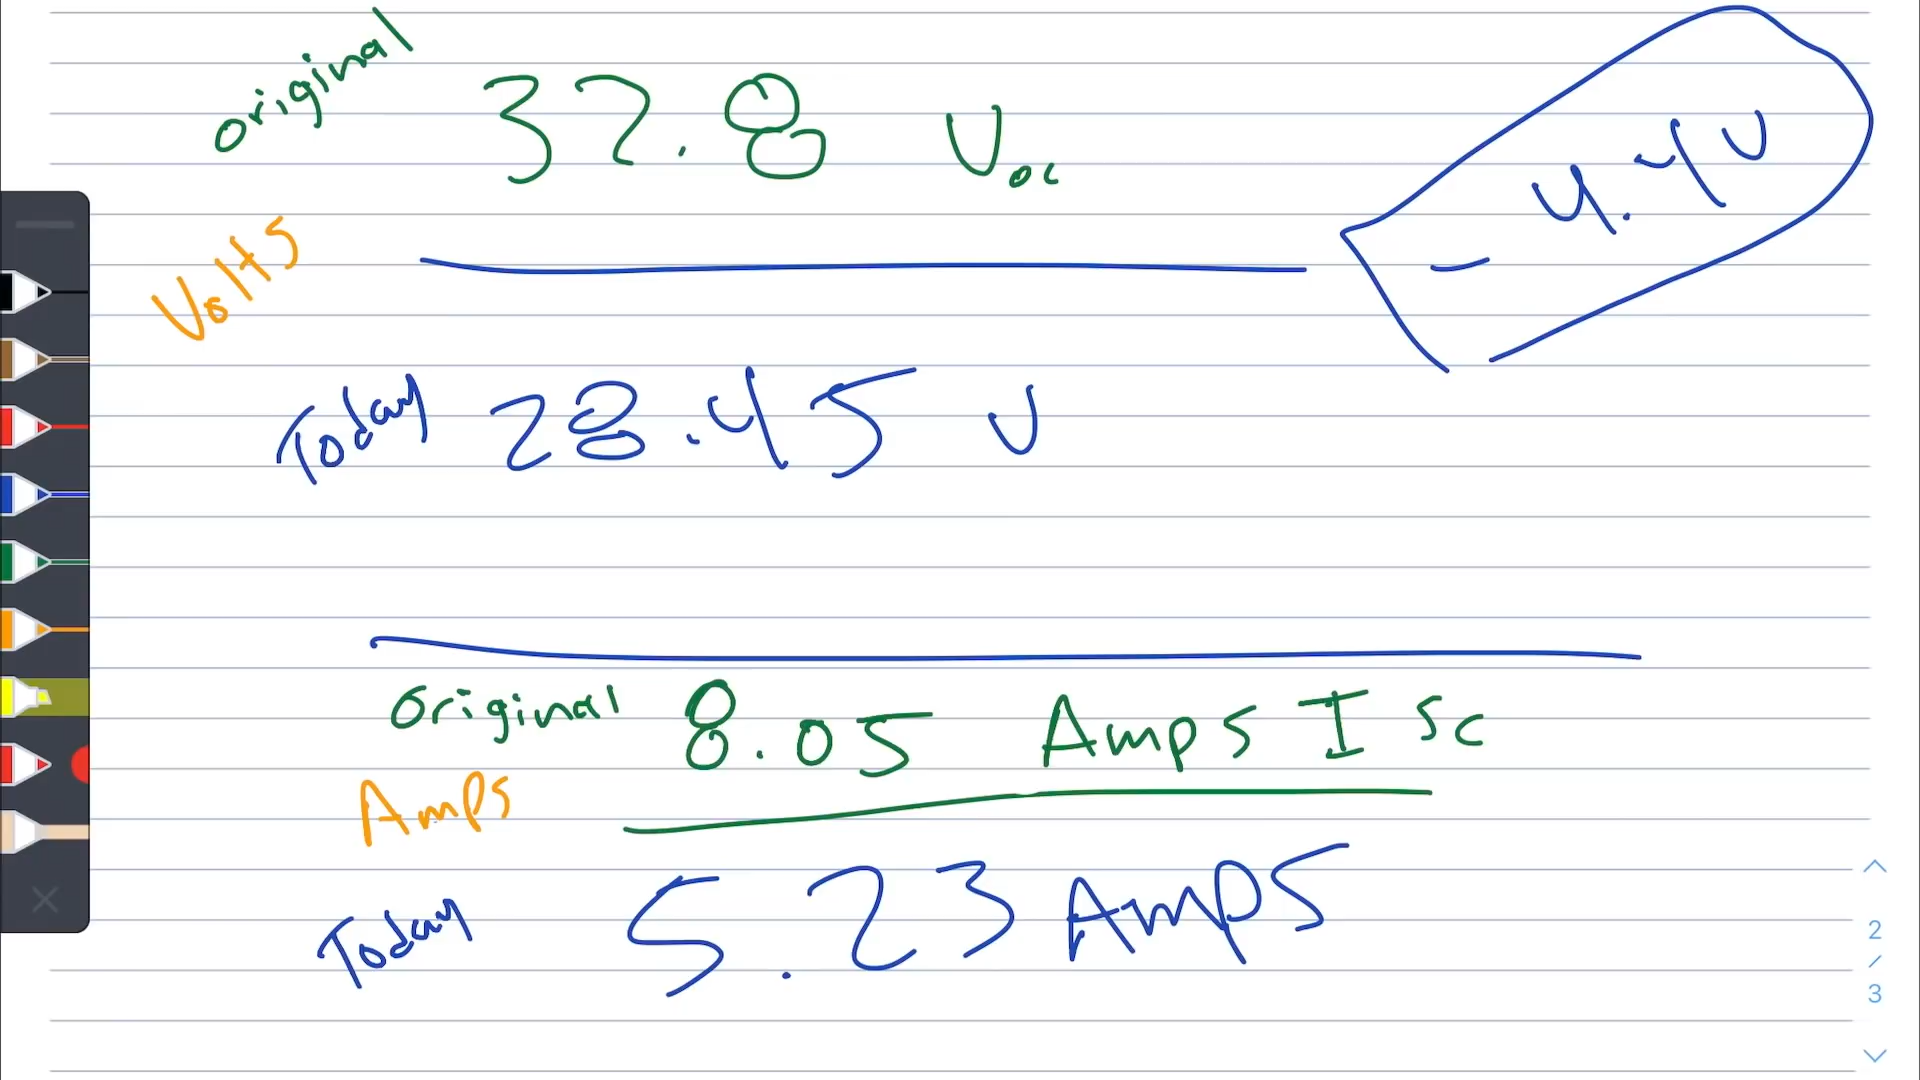 original 32.8 Voc
- 4.4 V
Volts
Today 28.45 V
Original 8.05 Amps Isc
Amps
Today 5.23 Amps
2
/
3